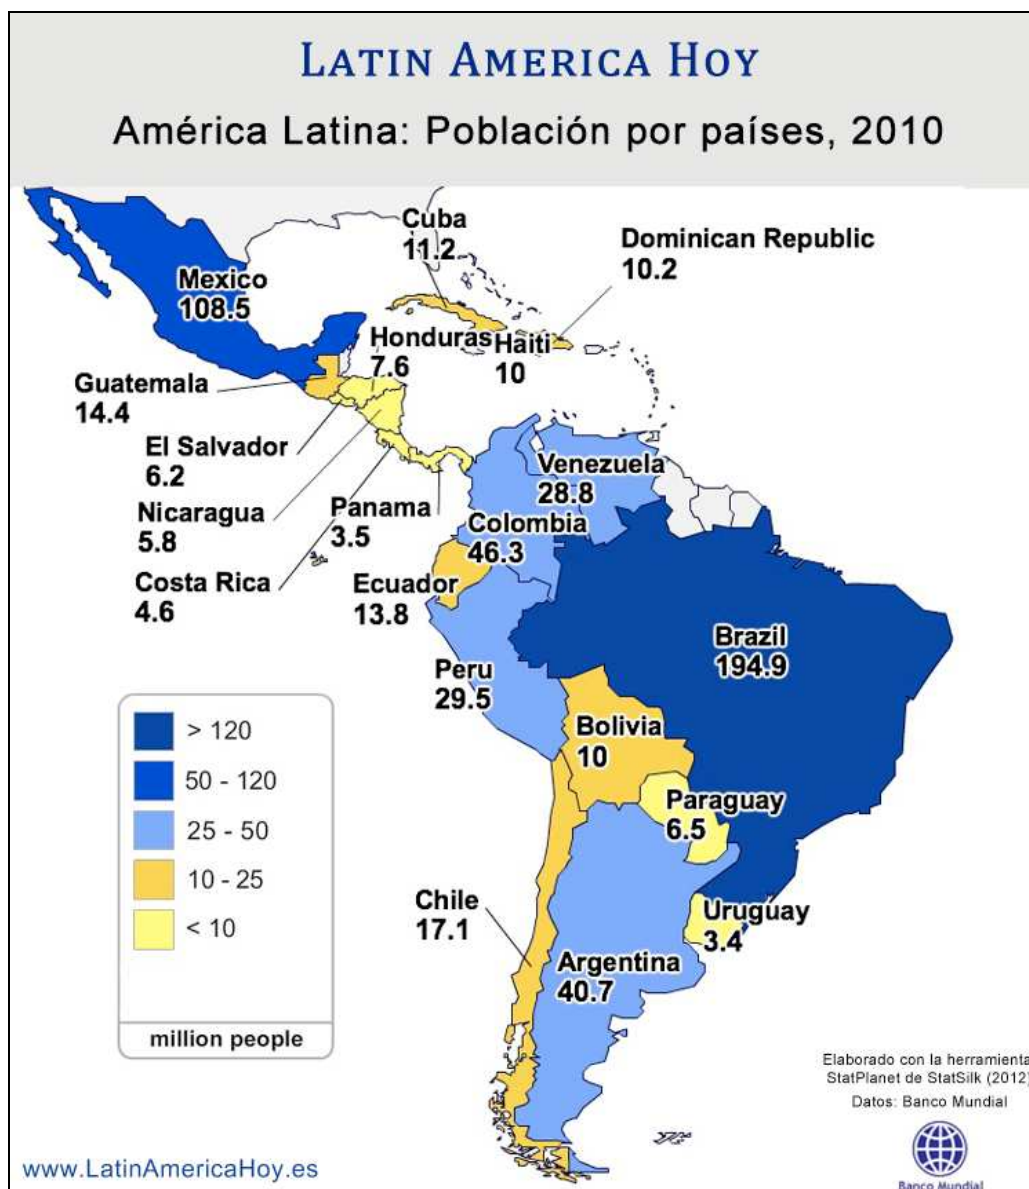 LATIN AMERICA HOY
América Latina: Población por países, 2010
Cuba
11.2
Dominican Republic
10.2
Mexico
108.5
Honduras
7.6
Haiti
10
Guatemala
14.4
El Salvador
6.2
Nicaragua
5.8
Costa Rica
4.6
Panama
3.5
Venezuela
28.8
Colombia
46.3
Ecuador
13.8
Peru
29.5
Brazil
194.9
Bolivia
10
Paraguay
6.5
Chile
17.1
Uruguay
3.4
Argentina
40.7
> 120
50 - 120
25 - 50
10 - 25
< 10
million people
Elaborado con la herramienta
StatPlanet de StatSilk (2012)
Datos: Banco Mundial
Banco Mundial
www.LatinAmericaHoy.es